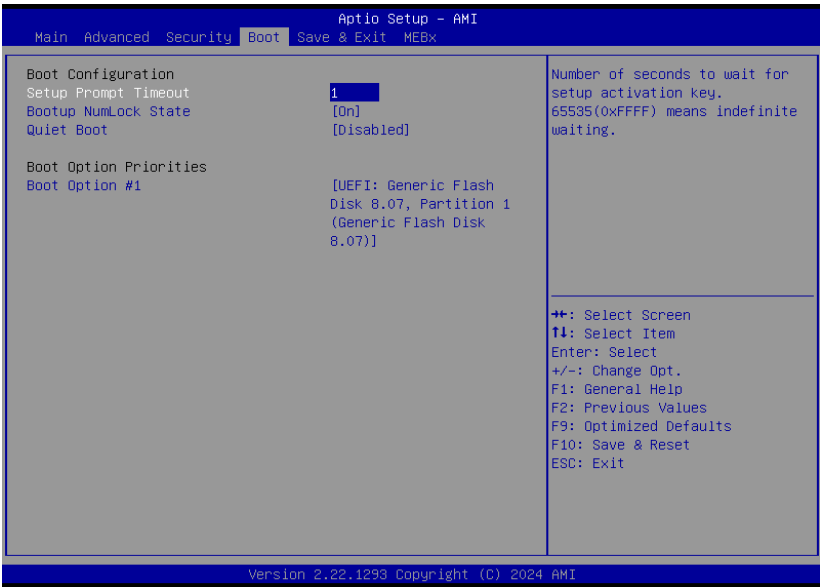 Aptio Setup – AMI
Main Advanced Security Boot Save & Exit MEBx
Boot Configuration
Setup Prompt Timeout 1
Bootup NumLock State [On]
Quiet Boot [Disabled]
Boot Option Priorities
Boot Option #1 [UEFI: Generic Flash
Disk 8.07, Partition 1
(Generic Flash Disk
8.07)]
Number of seconds to wait for
setup activation key.
65535(0xFFFF) means indefinite
waiting.
→←: Select Screen
↑↓: Select Item
Enter: Select
+/-: Change Opt.
F1: General Help
F2: Previous Values
F9: Optimized Defaults
F10: Save & Reset
ESC: Exit
Version 2.22.1293 Copyright (C) 2024 AMI